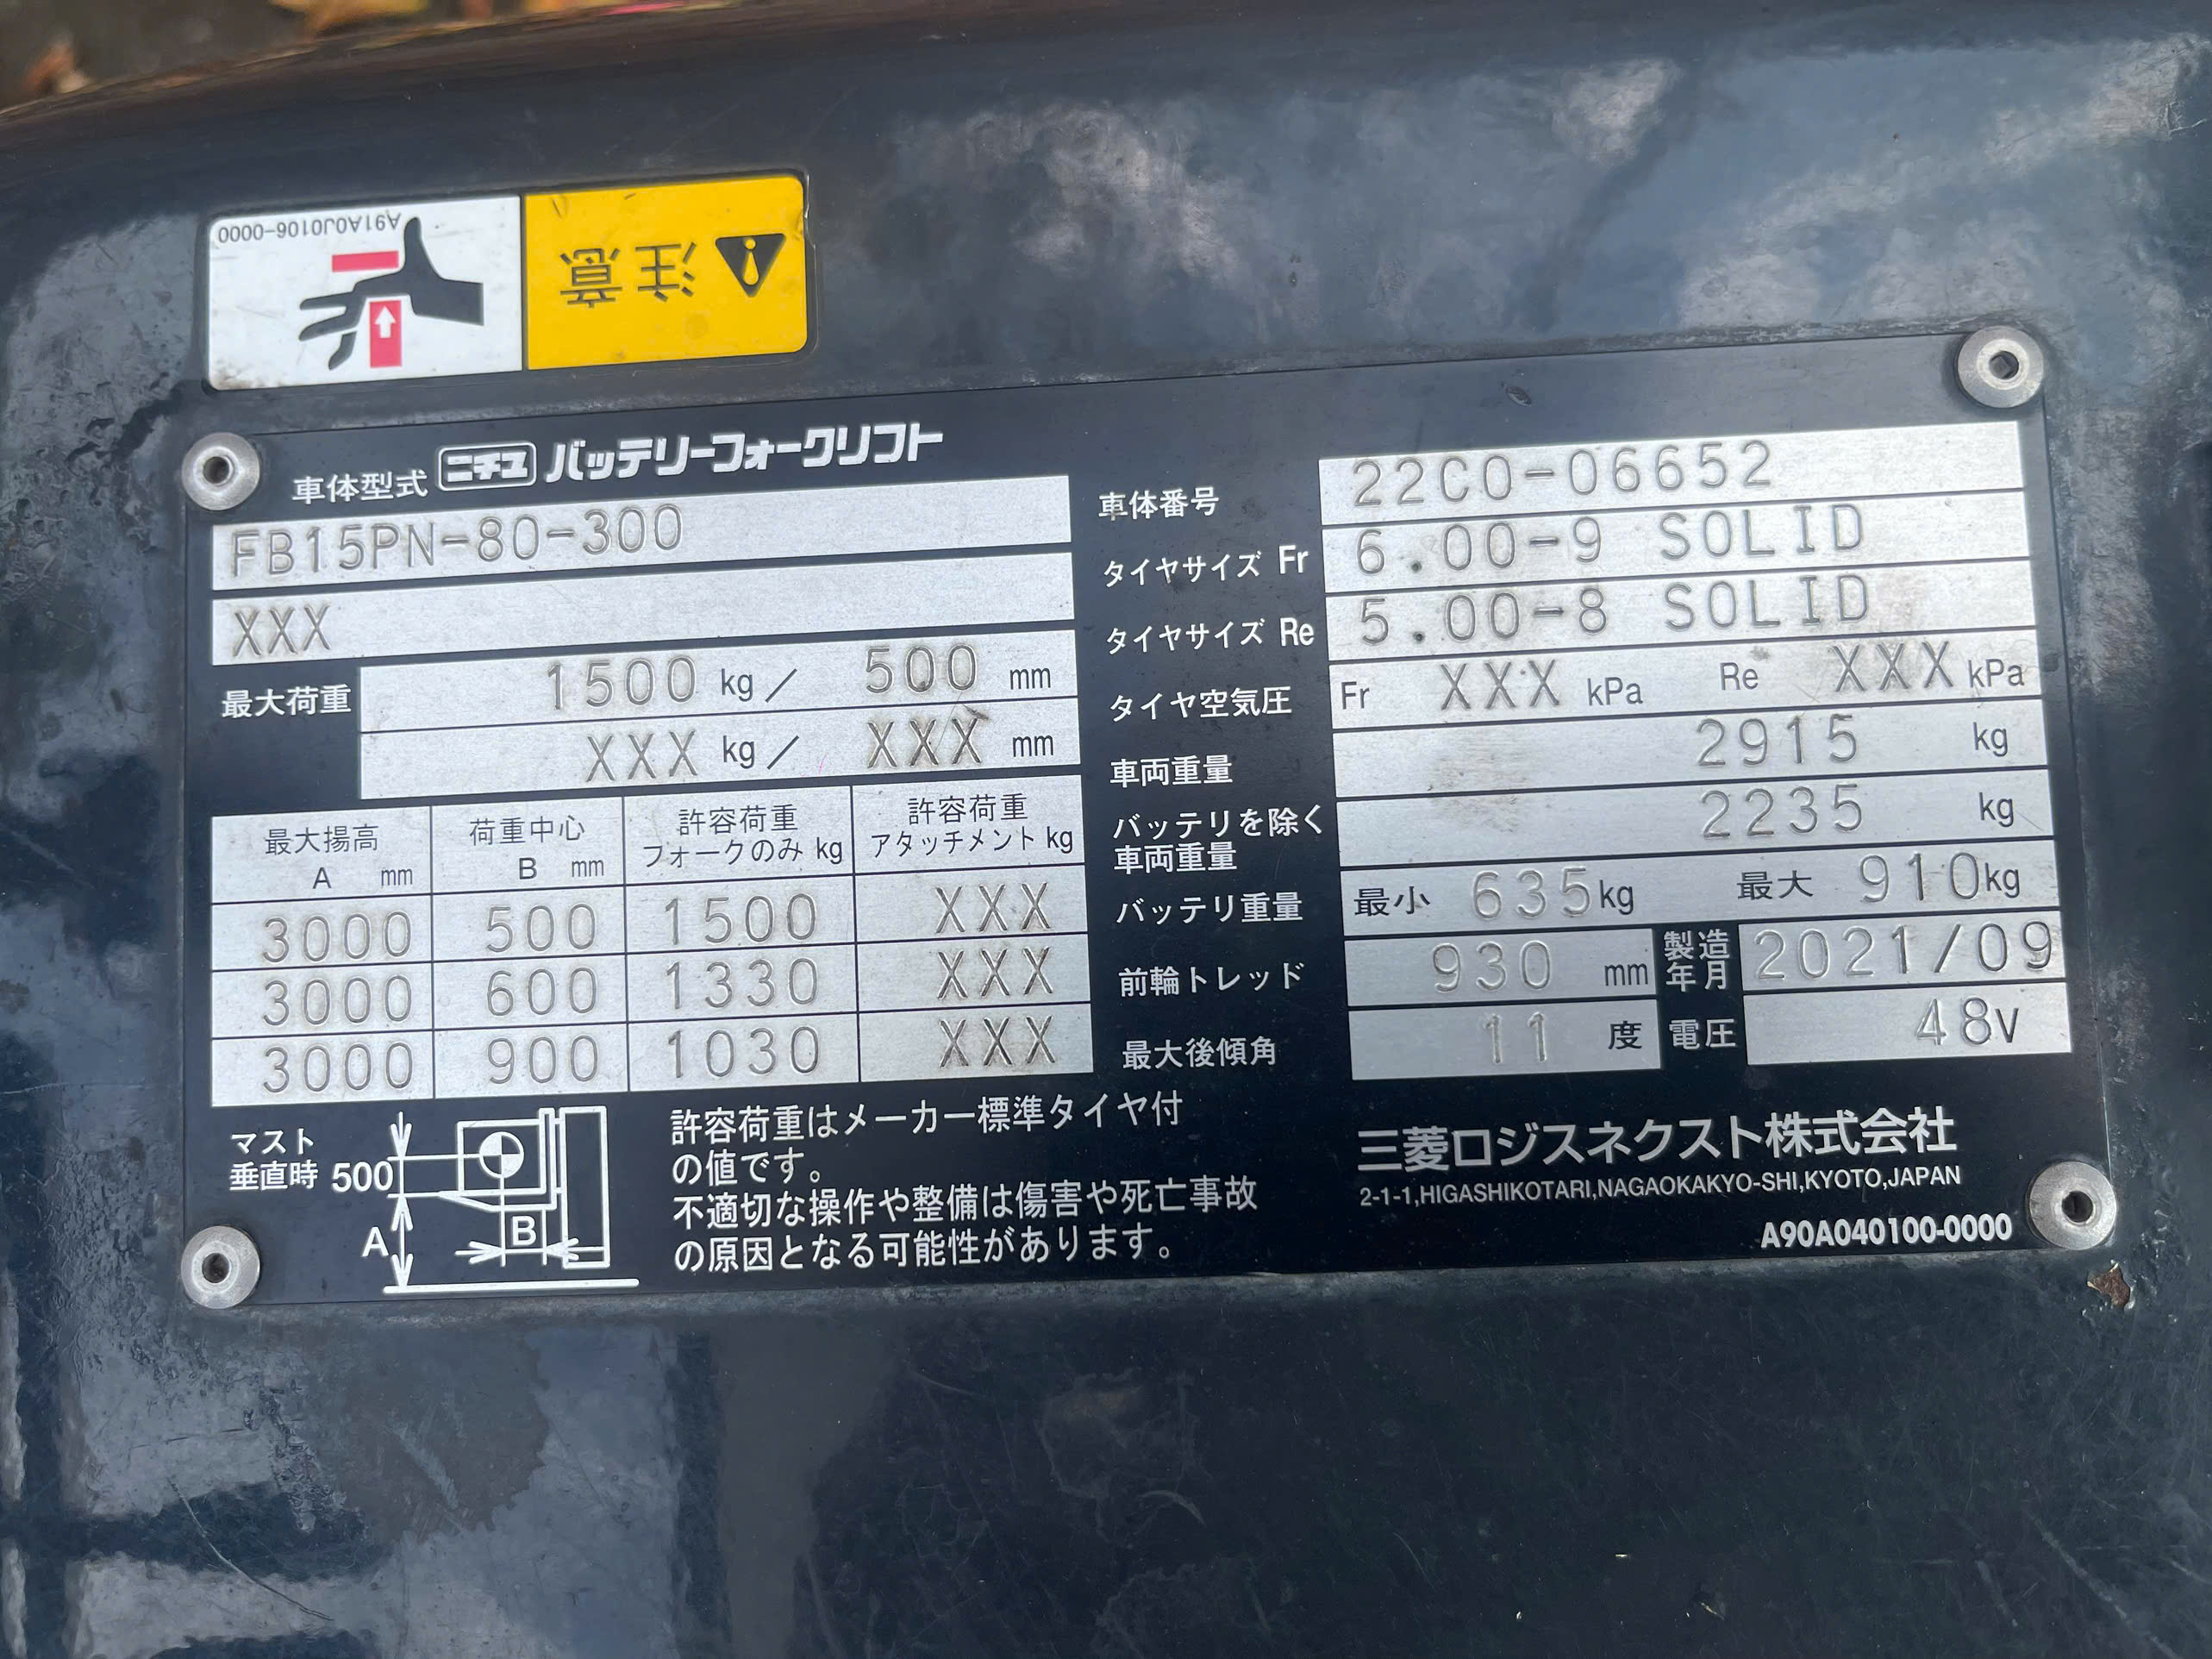 A91A0J0106-0000
注意
車体型式 ニチユ バッテリーフォークリフト
FB15PN-80-300
XXX
最大荷重 1500 kg / 500 mm
XXX kg / XXX mm
最大揚高 A mm 荷重中心 B mm 許容荷重 フォークのみ kg 許容荷重 アタッチメント kg
3000 500 1500 XXX
3000 600 1330 XXX
3000 900 1030 XXX
マスト
垂直時 500
A
B
許容荷重はメーカー標準タイヤ付
の値です。
不適切な操作や整備は傷害や死亡事故
の原因となる可能性があります。
車体番号 22C0-06652
タイヤサイズ Fr 6.00-9 SOLID
タイヤサイズ Re 5.00-8 SOLID
タイヤ空気圧 Fr XXX kPa Re XXX kPa
車両重量 2915 kg
バッテリを除く
車両重量 2235 kg
バッテリ重量 最小 635kg 最大 910kg
前輪トレッド 930 mm 製造年月 2021/09
最大後傾角 11 度 電圧 48V
三菱ロジスネクスト株式会社
2-1-1,HIGASHIKOTARI,NAGAOKAKYO-SHI,KYOTO,JAPAN
A90A040100-0000